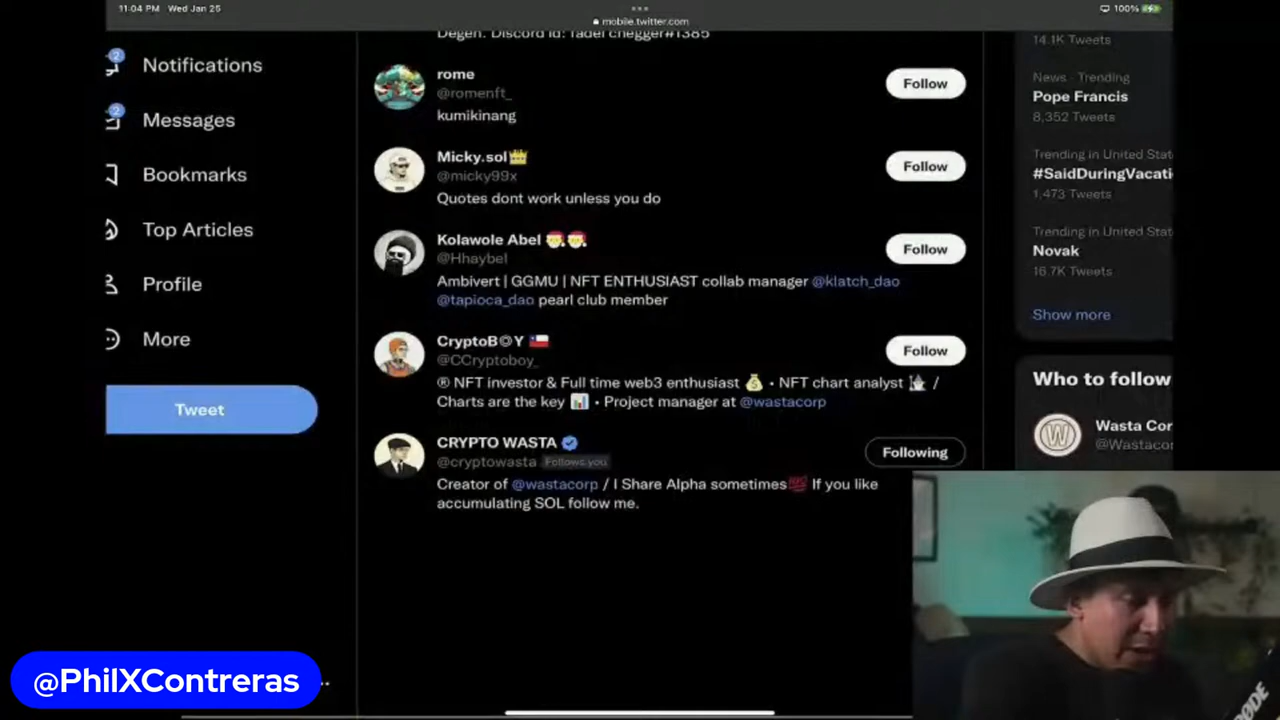 11:04 PM Wed Jan 25
100%
mobile.twitter.com
Degen. Discord id: fadel chegger#1385
14.1K Tweets
2
Notifications
rome
@romenft_
kumikinang
Follow
News · Trending
Pope Francis
8,352 Tweets
2
Messages
Micky.sol👑
@micky99x
Quotes dont work unless you do
Follow
Trending in United Stat
#SaidDuringVacati
1,473 Tweets
Bookmarks
Top Articles
Kolawole Abel 🎅🎅
@Hhaybel
Ambivert | GGMU | NFT ENTHUSIAST collab manager @klatch_dao
@tapioca_dao pearl club member
Follow
Trending in United Stat
Novak
16.7K Tweets
Show more
Profile
More
CryptoB◎Y 🇨🇱
@CCryptoboy_
® NFT investor & Full time web3 enthusiast 💰 • NFT chart analyst /
Charts are the key 📊 • Project manager at @wastacorp
Follow
Who to follow
Wasta Cor
@Wastacor
Tweet
CRYPTO WASTA
@cryptowasta Follows you
Creator of @wastacorp / I Share Alpha sometimes💯 If you like
accumulating SOL follow me.
Following
@PhilXContreras